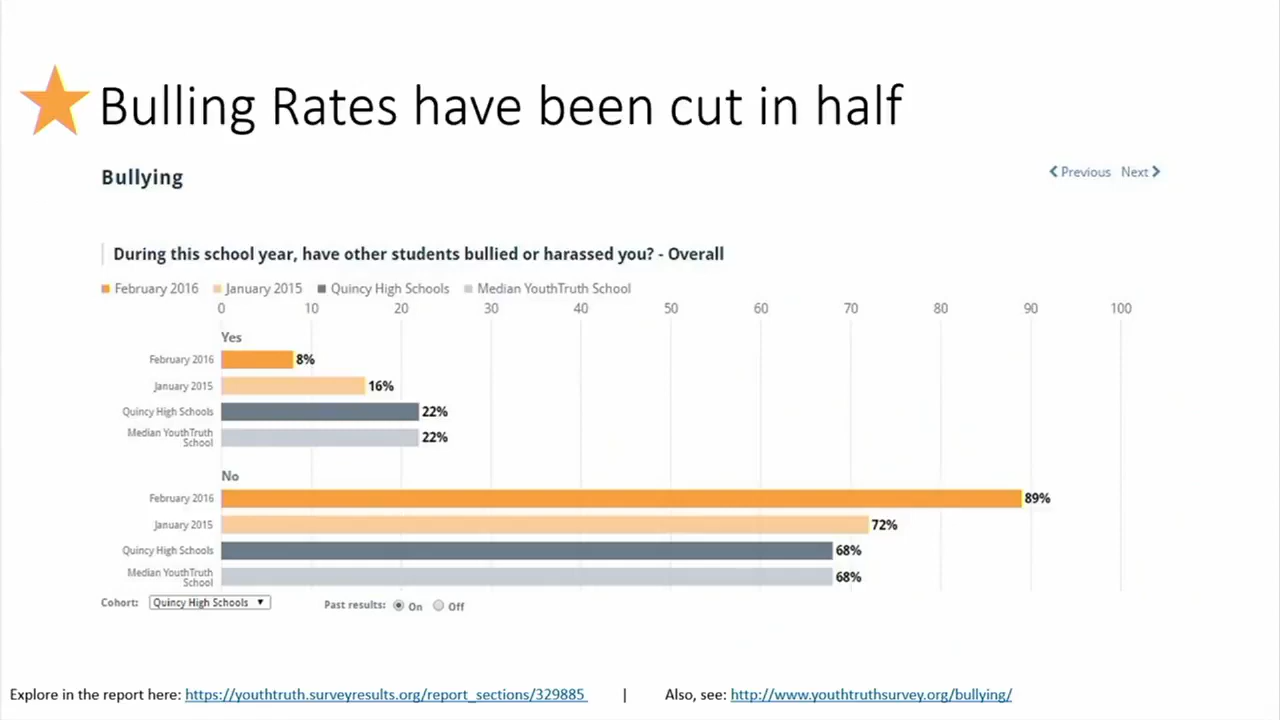 Bulling Rates have been cut in half
Bullying
Previous Next
During this school year, have other students bullied or harassed you? - Overall
February 2016 January 2015 Quincy High Schools Median YouthTruth School
0 10 20 30 40 50 60 70 80 90 100
Yes
February 2016 8%
January 2015 16%
Quincy High Schools 22%
Median YouthTruth School 22%
No
February 2016 89%
January 2015 72%
Quincy High Schools 68%
Median YouthTruth School 68%
Cohort: Quincy High Schools Past results: On Off
Explore in the report here: https://youthtruth.surveyresults.org/report_sections/329885 | Also, see: http://www.youthtruthsurvey.org/bullying/